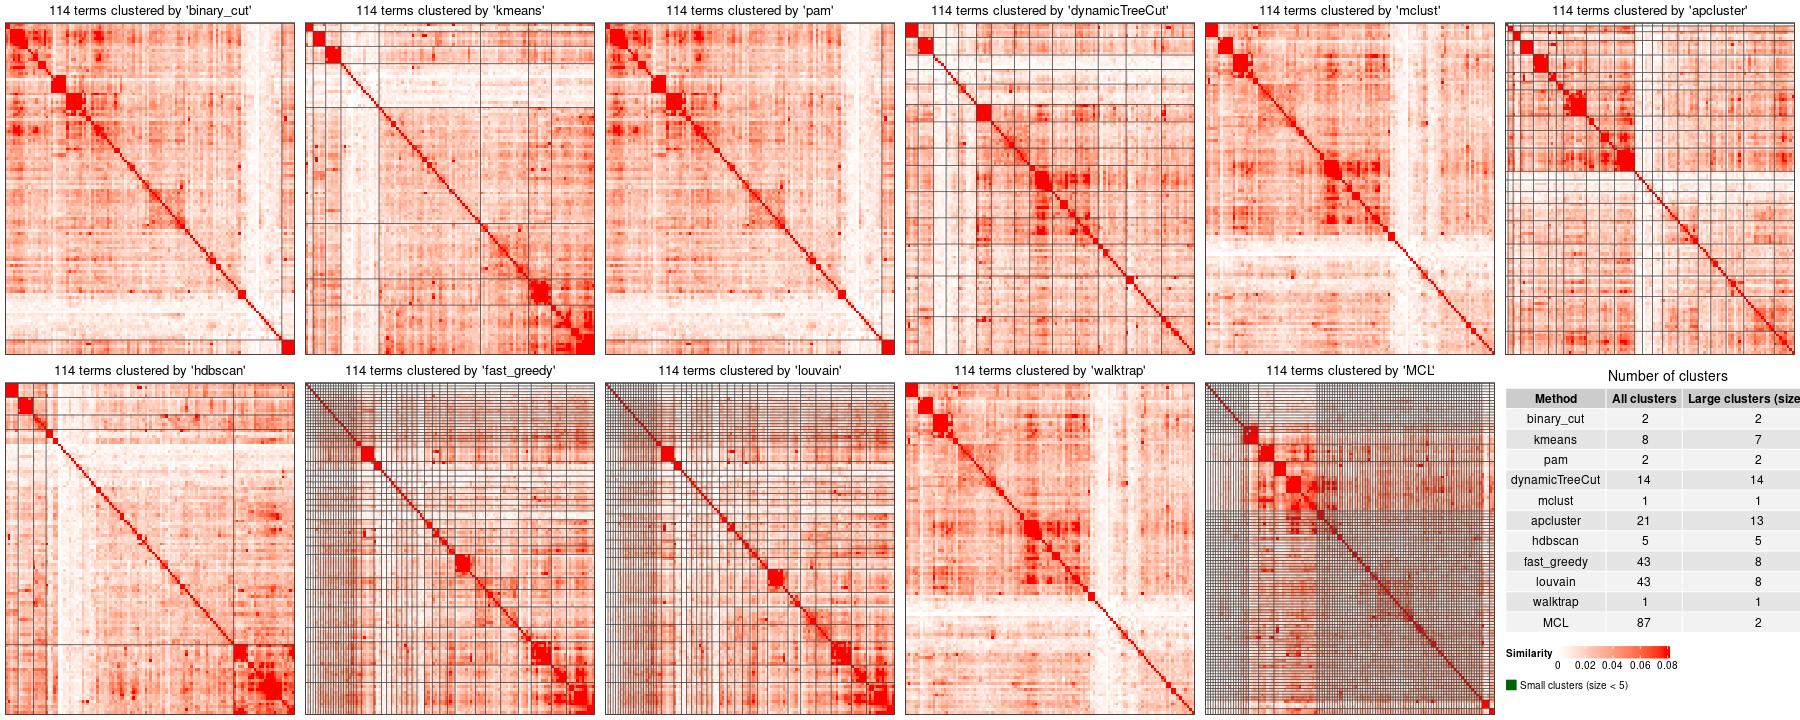 114 terms clustered by 'binary_cut'
114 terms clustered by 'kmeans'
114 terms clustered by 'pam'
114 terms clustered by 'dynamicTreeCut'
114 terms clustered by 'mclust'
114 terms clustered by 'apcluster'
114 terms clustered by 'hdbscan'
114 terms clustered by 'fast_greedy'
114 terms clustered by 'louvain'
114 terms clustered by 'walktrap'
114 terms clustered by 'MCL'
Number of clusters
Method All clusters Large clusters (size
binary_cut 2 2
kmeans 8 7
pam 2 2
dynamicTreeCut 14 14
mclust 1 1
apcluster 21 13
hdbscan 5 5
fast_greedy 43 8
louvain 43 8
walktrap 1 1
MCL 87 2
Similarity
0 0.02 0.04 0.06 0.08
Small clusters (size < 5)